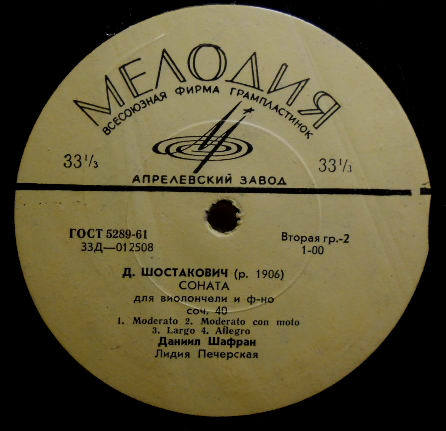 МЕЛОДИЯ
ВСЕСОЮЗНАЯ ФИРМА ГРАМПЛАСТИНОК
33⅓ 33⅓
АПРЕЛЕВСКИЙ ЗАВОД
ГОСТ 5289-61 Вторая гр.-2
33Д—012508 1-00
Д. ШОСТАКОВИЧ (р. 1906)
СОНАТА
для виолончели и ф-но
соч. 40
1. Moderato 2. Moderato con moto
3. Largo 4. Allegro
Даниил Шафран
Лидия Печерская